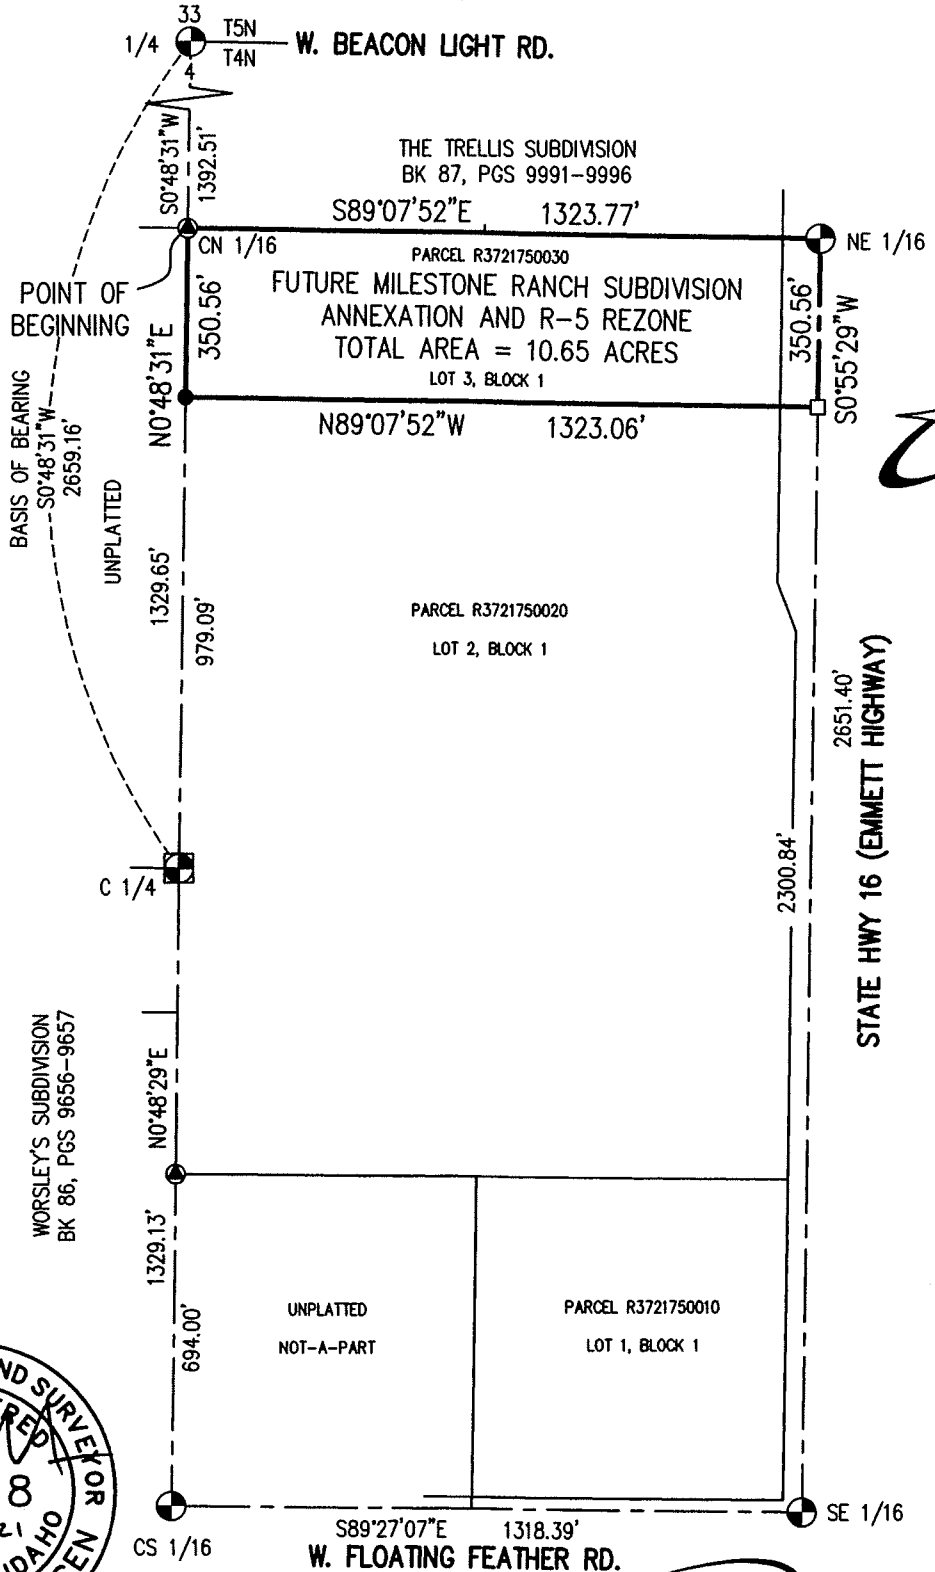 33
1/4 T5N
T4N
4
W. BEACON LIGHT RD.
S0°48'31"W
1392.51'
THE TRELLIS SUBDIVISION
BK 87, PGS 9991-9996
S89°07'52"E 1323.77'
CN 1/16
NE 1/16
PARCEL R3721750030
FUTURE MILESTONE RANCH SUBDIVISION
ANNEXATION AND R-5 REZONE
TOTAL AREA = 10.65 ACRES
LOT 3, BLOCK 1
POINT OF
BEGINNING
N0°48'31"E
350.56'
350.56'
S0°55'29"W
N89°07'52"W 1323.06'
BASIS OF BEARING
S0°48'31"W
2659.16'
UNPLATTED
1329.65'
979.09'
PARCEL R3721750020
LOT 2, BLOCK 1
2651.40'
STATE HWY 16 (EMMETT HIGHWAY)
2300.84'
C 1/4
WORSLEY'S SUBDIVISION
BK 86, PGS 9656-9657
N0°48'29"E
1329.13'
694.00'
UNPLATTED
NOT-A-PART
PARCEL R3721750010
LOT 1, BLOCK 1
ND SURVEYOR
8
21
IDAHO
CS 1/16
SE 1/16
S89°27'07"E 1318.39'
W. FLOATING FEATHER RD.